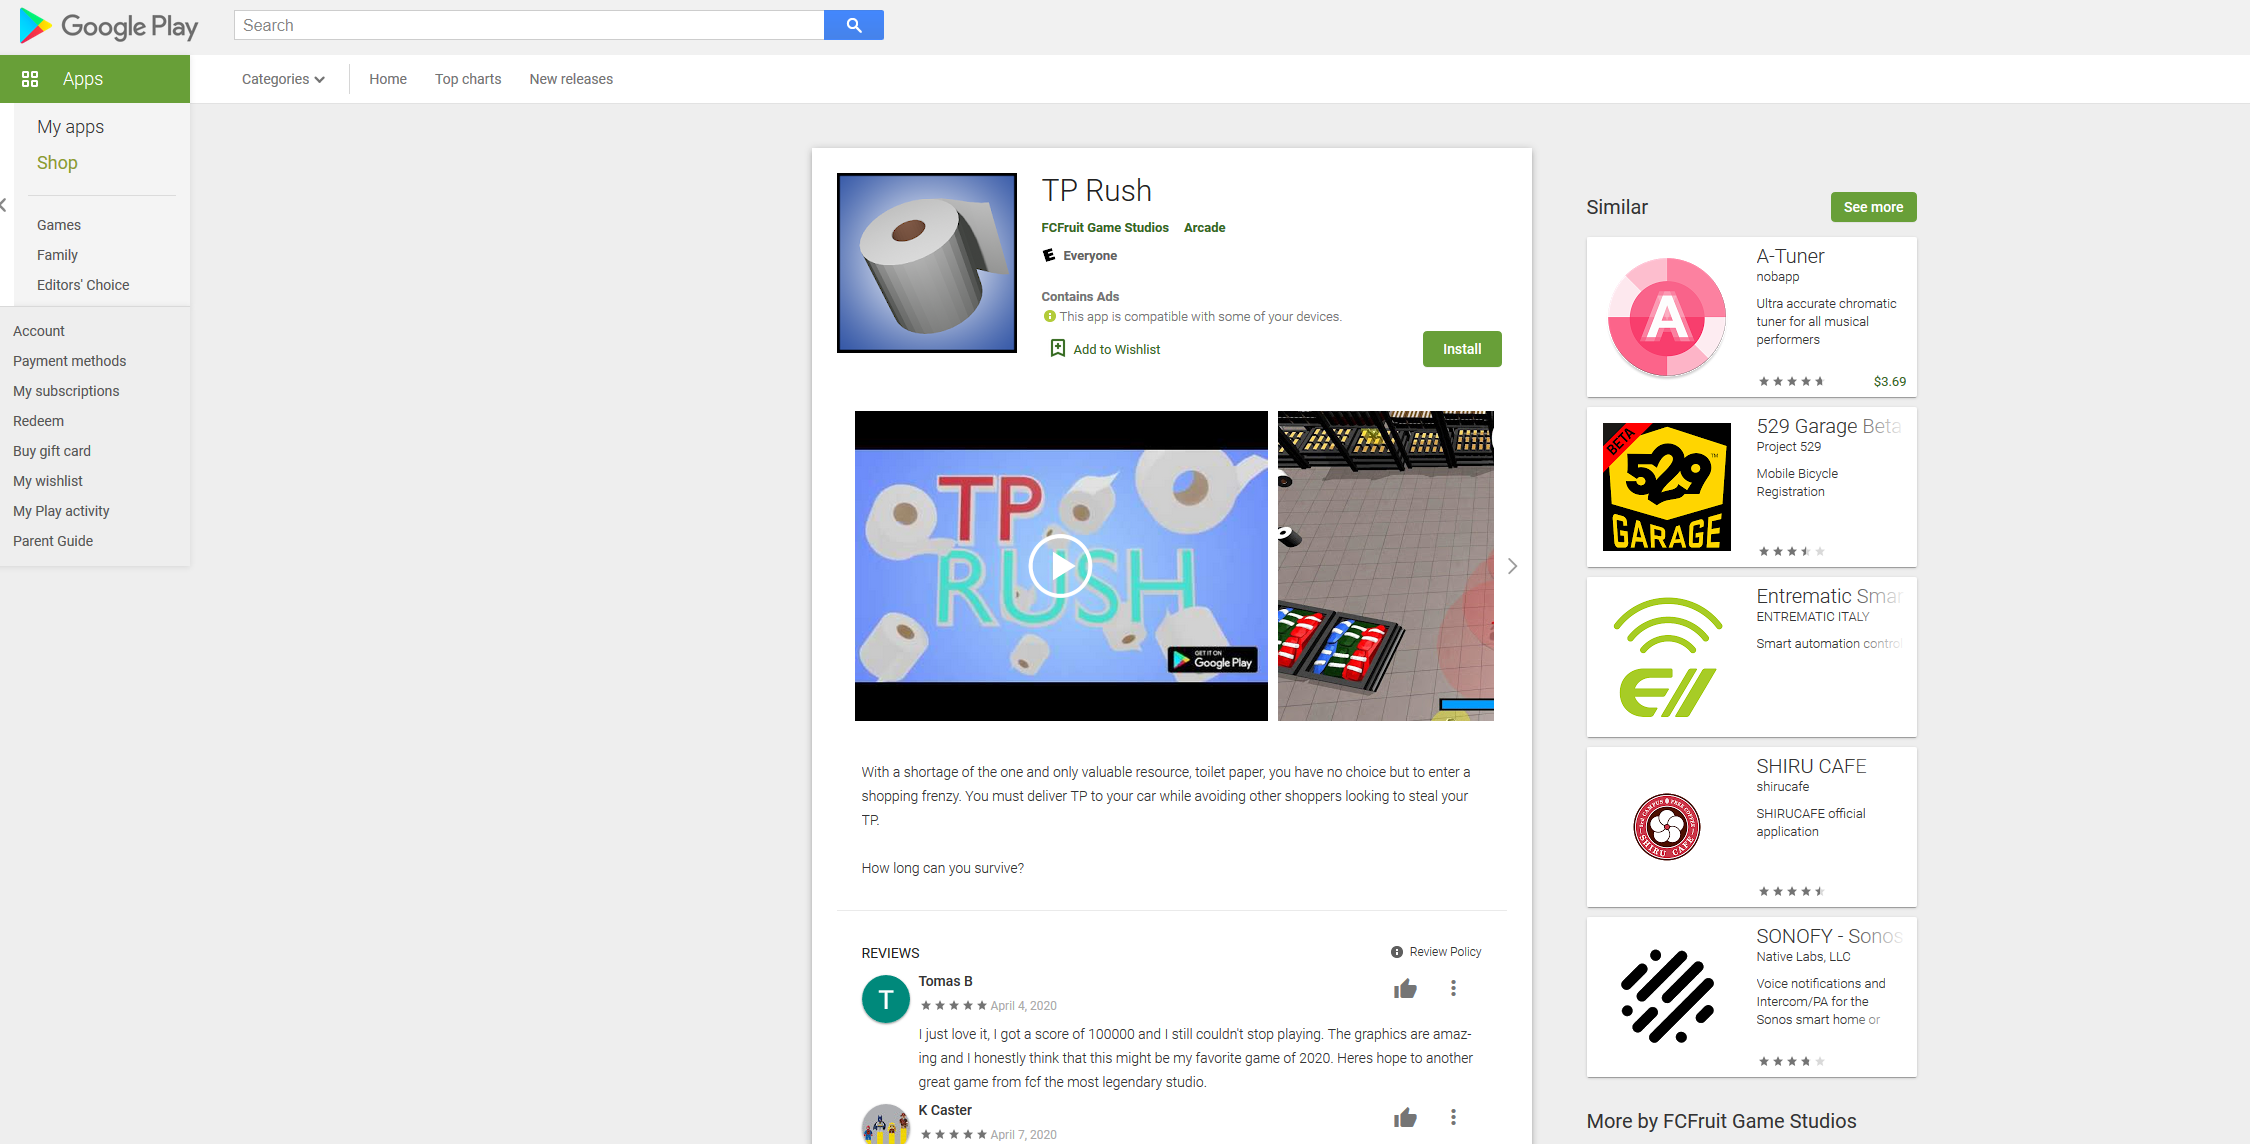 Google Play
Search
Apps
Categories
Home
Top charts
New releases
My apps
Shop
Games
Family
Editors' Choice
Account
Payment methods
My subscriptions
Redeem
Buy gift card
My wishlist
My Play activity
Parent Guide
TP Rush
FCFruit Game Studios Arcade
E Everyone
Contains Ads
This app is compatible with some of your devices.
Add to Wishlist
Install
TP
RUSH
GET IT ON
Google Play
With a shortage of the one and only valuable resource, toilet paper, you have no choice but to enter a
shopping frenzy. You must deliver TP to your car while avoiding other shoppers looking to steal your
TP.
How long can you survive?
REVIEWS
Review Policy
T
Tomas B
April 4, 2020
I just love it, I got a score of 100000 and I still couldn't stop playing. The graphics are amaz-
ing and I honestly think that this might be my favorite game of 2020. Heres hope to another
great game from fcf the most legendary studio.
K Caster
April 7, 2020
Similar
See more
A
A-Tuner
nobapp
Ultra accurate chromatic
tuner for all musical
performers
$3.69
BETA
529
TM
GARAGE
529 Garage Beta
Project 529
Mobile Bicycle
Registration
Entrematic Smar
ENTREMATIC ITALY
Smart automation control
SHIRU CAFE
SHIRU CAFE
shirucafe
SHIRUCAFE official
application
SONOFY - Sonos
Native Labs, LLC
Voice notifications and
Intercom/PA for the
Sonos smart home or
More by FCFruit Game Studios